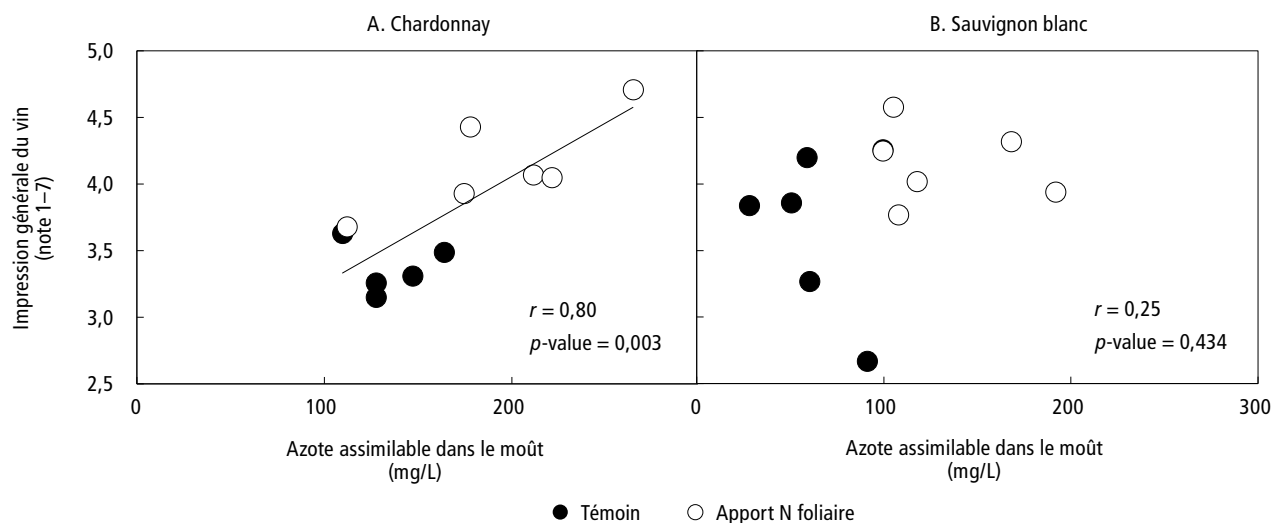 A. Chardonnay
B. Sauvignon blanc
Impression générale du vin
(note 1–7)
5,0
4,5
4,0
3,5
3,0
2,5
r = 0,80
p-value = 0,003
r = 0,25
p-value = 0,434
0
100
200
0
100
200
300
Azote assimilable dans le moût
(mg/L)
Azote assimilable dans le moût
(mg/L)
Témoin
Apport N foliaire